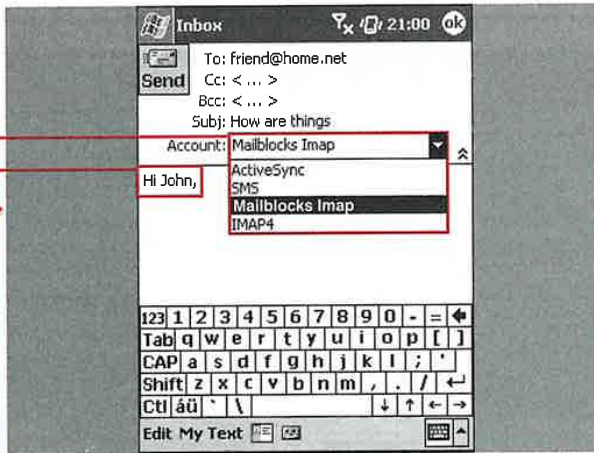 Inbox 21:00 ok
Send
To: friend@home.net
Cc: < ... >
Bcc: < ... >
Subj: How are things
Account: Mailblocks Imap
ActiveSync
SMS
Mailblocks Imap
IMAP4
Hi John,
123 1 2 3 4 5 6 7 8 9 0 - =
Tab q w e r t y u i o p [ ]
CAP a s d f g h j k l ; '
Shift z x c v b n m , . /
Ctl áü ` \
Edit My Text